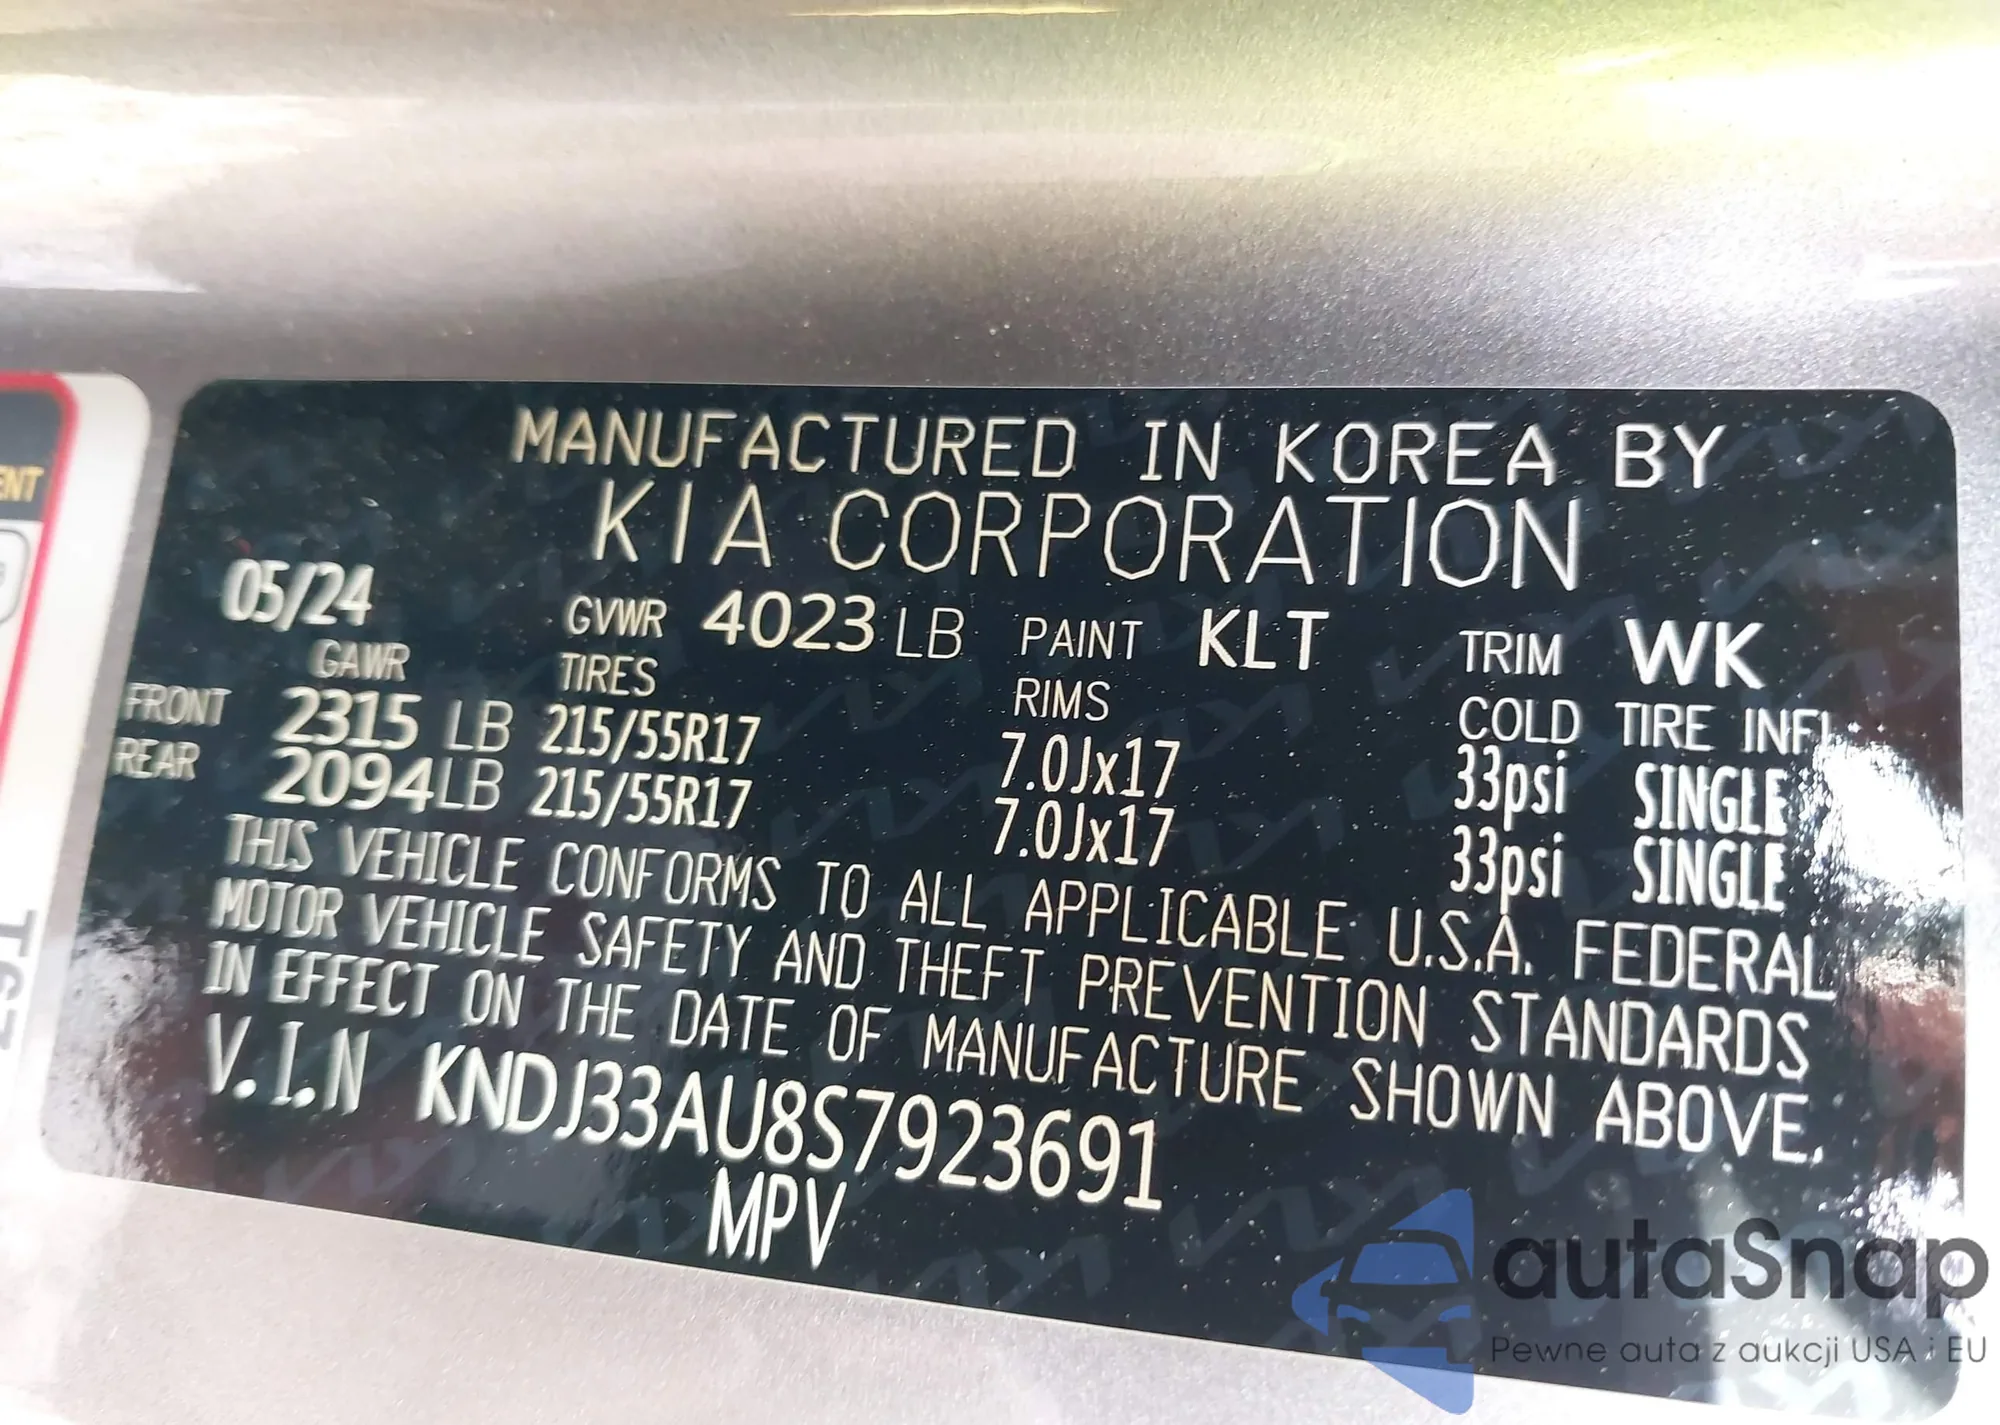 MANUFACTURED IN KOREA BY
KIA CORPORATION
05/24 GVWR 4023 LB PAINT KLT TRIM WK
GAWR TIRES RIMS COLD TIRE INFL.
FRONT 2315 LB 215/55R17 7.0Jx17 33psi SINGLE
REAR 2094 LB 215/55R17 7.0Jx17 33psi SINGLE
THIS VEHICLE CONFORMS TO ALL APPLICABLE U.S.A. FEDERAL
MOTOR VEHICLE SAFETY AND THEFT PREVENTION STANDARDS
IN EFFECT ON THE DATE OF MANUFACTURE SHOWN ABOVE.
V.I.N KNDJ33AU8S7923691
MPV
autaSnap
Pewne auta z aukcji USA i EU